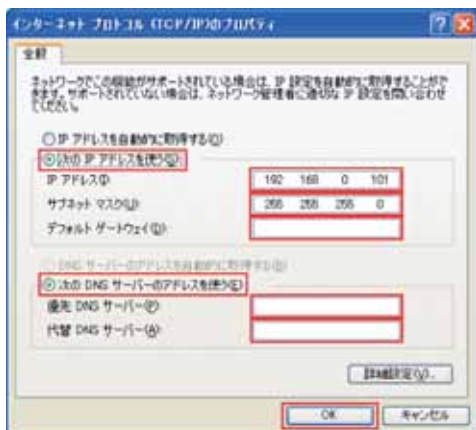 インターネット プロトコル (TCP/IP)のプロパティ
全般
ネットワークでこの機能がサポートされている場合は、IP 設定を自動的に取得することがで
きます。サポートされていない場合は、ネットワーク管理者に適切な IP 設定を問い合わせ
てください。
IP アドレスを自動的に取得する(O)
次の IP アドレスを使う(S):
IP アドレス(I):
192 168 0 101
サブネット マスク(U):
255 255 255 0
デフォルト ゲートウェイ(D):
DNS サーバーのアドレスを自動的に取得する(B)
次の DNS サーバーのアドレスを使う(E):
優先 DNS サーバー(P):
代替 DNS サーバー(A):
詳細設定(V)...
OK
キャンセル